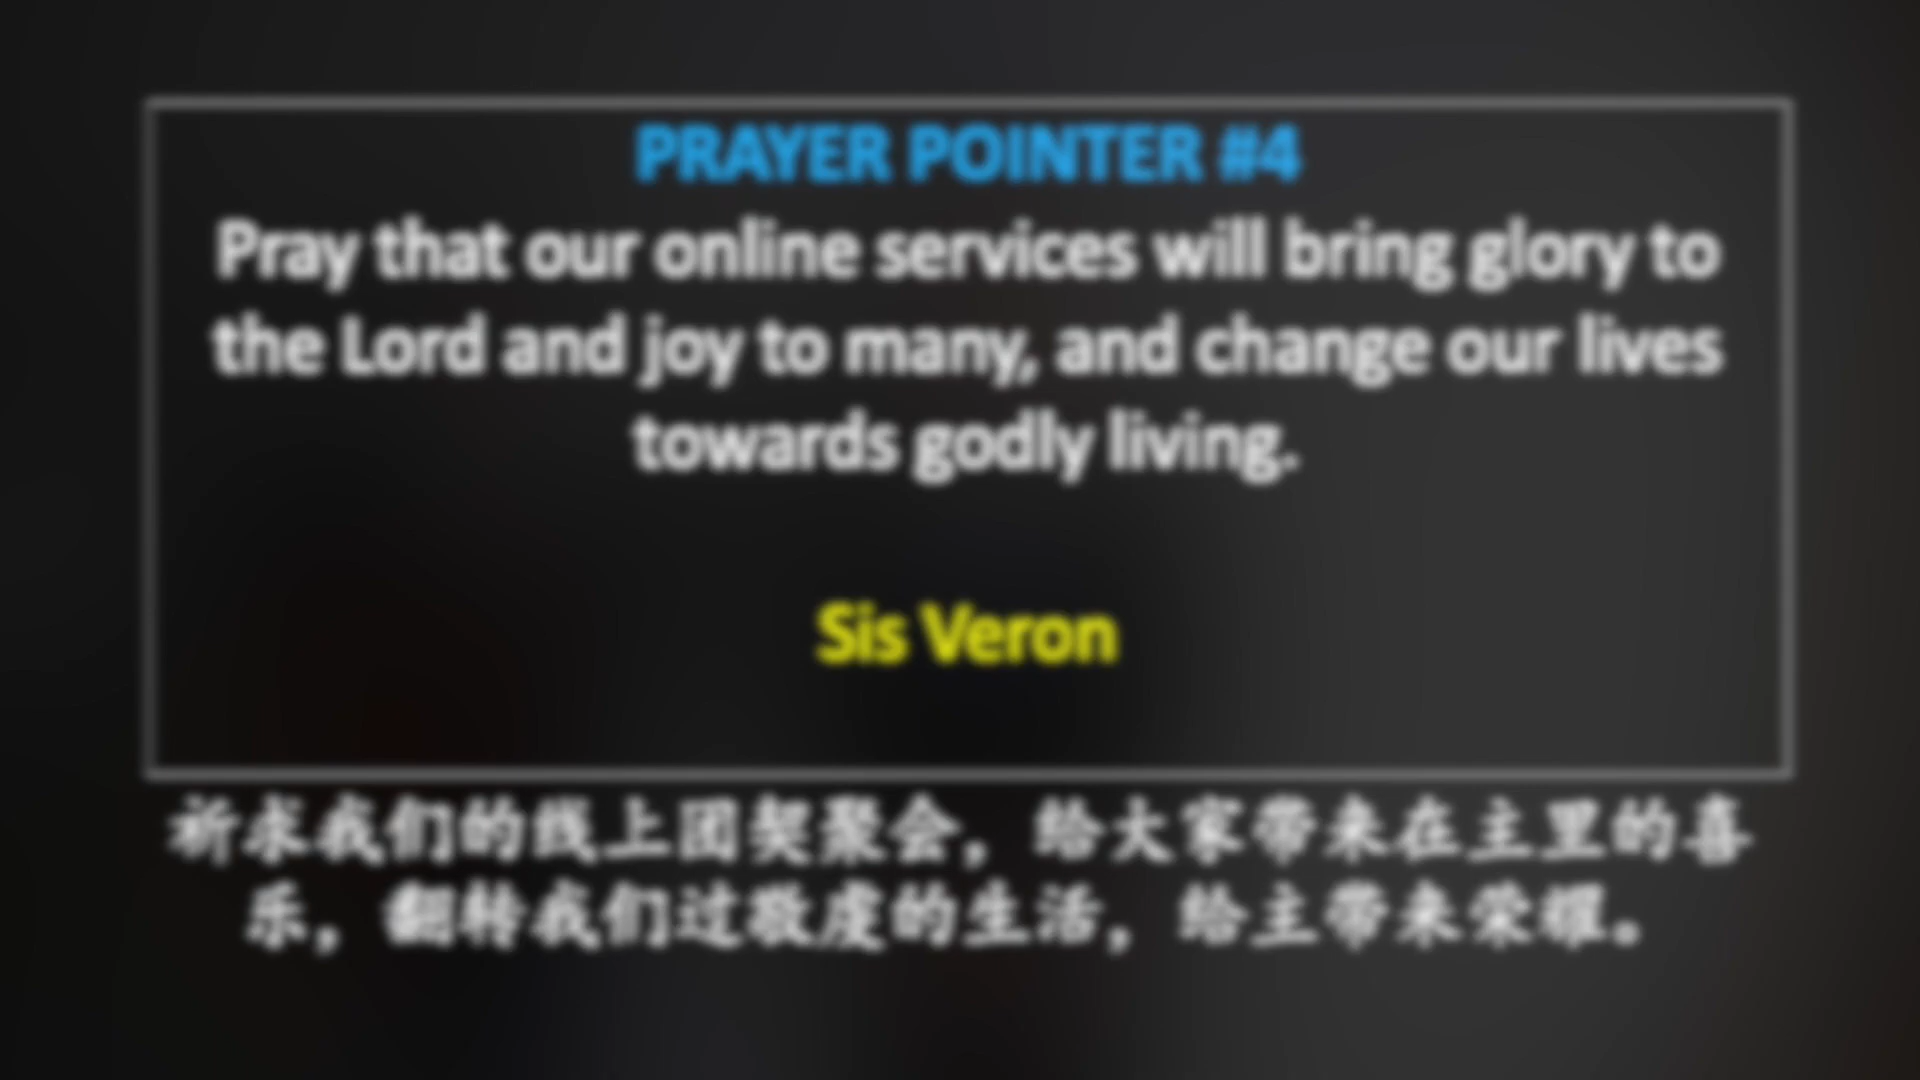 PRAYER POINTER #4
Pray that our online services will bring glory to
the Lord and joy to many, and change our lives
towards godly living.
Sis Veron
祈求我们的线上团契聚会，给大家带来在主里的喜
乐，翻转我们过敬虔的生活，给主带来荣耀。